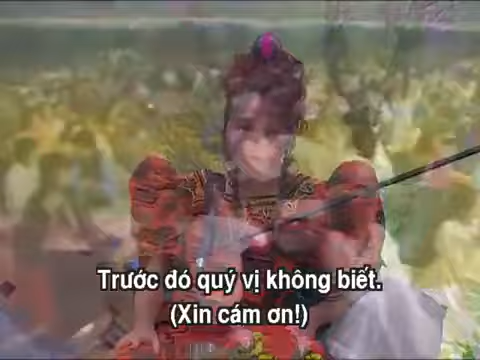 Trước đó quý vị không biết.
(Xin cám ơn!)